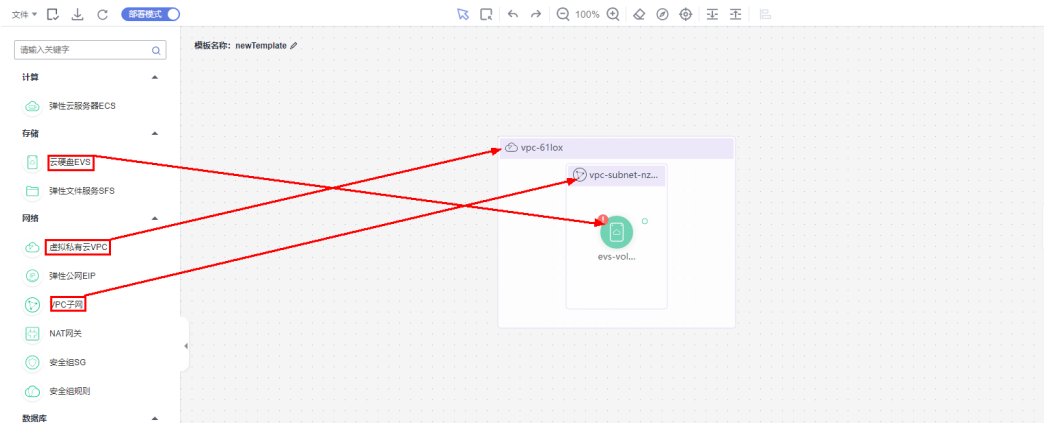 文件
部署模式
100%
请输入关键字
模板名称：newTemplate
计算
弹性云服务器ECS
存储
云硬盘EVS
弹性文件服务SFS
网络
虚拟私有云VPC
弹性公网EIP
VPC子网
NAT网关
安全组SG
安全组规则
数据库
vpc-61lox
vpc-subnet-nz...
evs-vol...